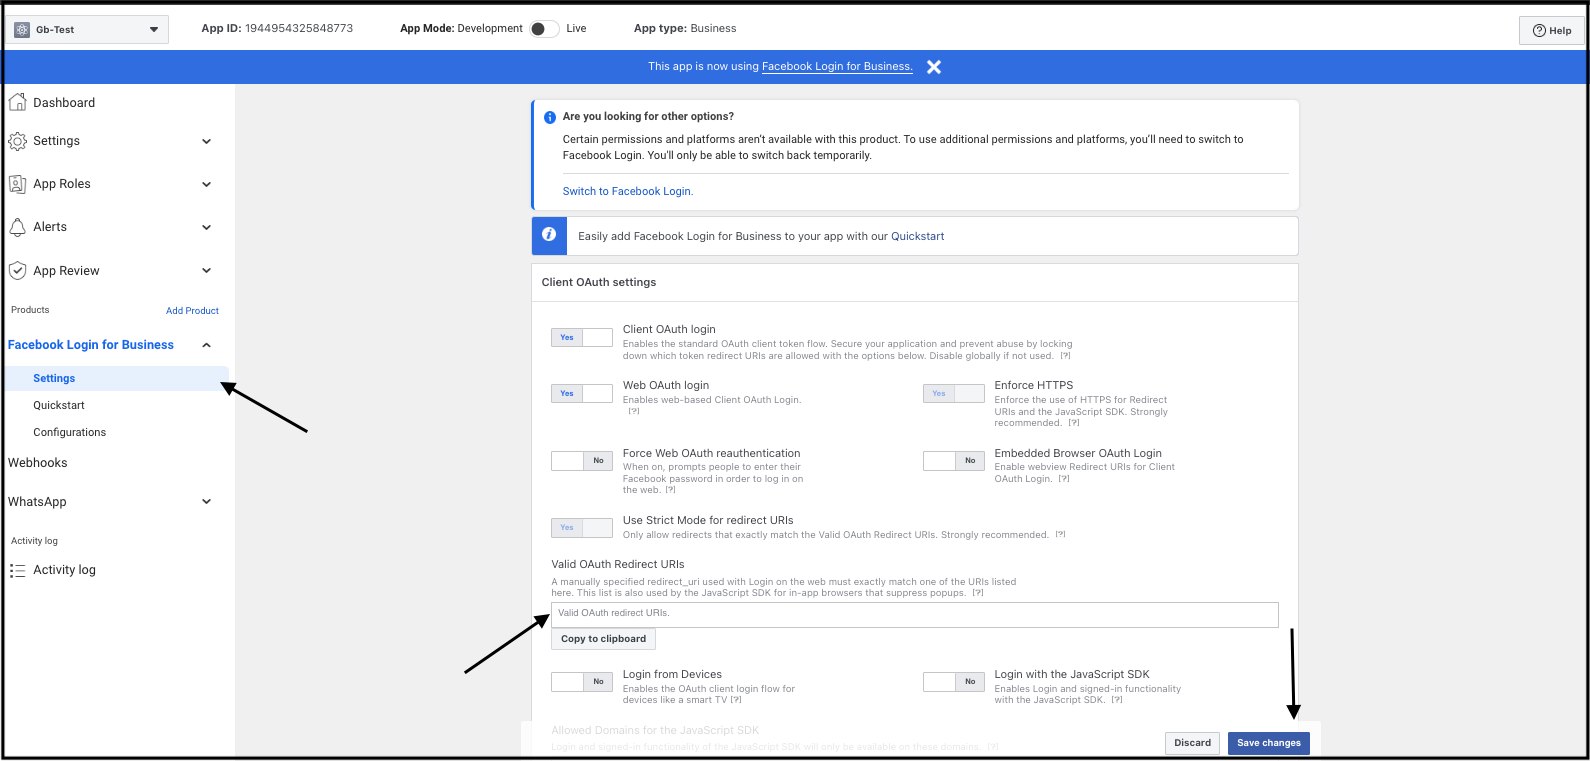 Gb-Test
App ID: 1944954325848773
App Mode: Development
Live
App type: Business
Help
This app is now using Facebook Login for Business.
Dashboard
Settings
App Roles
Alerts
App Review
Products
Add Product
Facebook Login for Business
Settings
Quickstart
Configurations
Webhooks
WhatsApp
Activity log
Activity log
Are you looking for other options?
Certain permissions and platforms aren't available with this product. To use additional permissions and platforms, you'll need to switch to
Facebook Login. You'll only be able to switch back temporarily.
Switch to Facebook Login.
Easily add Facebook Login for Business to your app with our Quickstart
Client OAuth settings
Yes
Client OAuth login
Enables the standard OAuth client token flow. Secure your application and prevent abuse by locking
down which token redirect URIs are allowed with the options below. Disable globally if not used. [?]
Yes
Web OAuth login
Enables web-based Client OAuth Login.
[?]
Yes
Enforce HTTPS
Enforce the use of HTTPS for Redirect
URIs and the JavaScript SDK. Strongly
recommended. [?]
No
Force Web OAuth reauthentication
When on, prompts people to enter their
Facebook password in order to log in on
the web. [?]
No
Embedded Browser OAuth Login
Enable webview Redirect URIs for Client
OAuth Login. [?]
Yes
Use Strict Mode for redirect URIs
Only allow redirects that exactly match the Valid OAuth Redirect URIs. Strongly recommended. [?]
Valid OAuth Redirect URIs
A manually specified redirect_uri used with Login on the web must exactly match one of the URIs listed
here. This list is also used by the JavaScript SDK for in-app browsers that suppress popups. [?]
Valid OAuth redirect URIs.
Copy to clipboard
No
Login from Devices
Enables the OAuth client login flow for
devices like a smart TV [?]
No
Login with the JavaScript SDK
Enables Login and signed-in functionality
with the JavaScript SDK. [?]
Allowed Domains for the JavaScript SDK
Login and signed-in functionality of the JavaScript SDK will only be available on these domains. [?]
Discard
Save changes